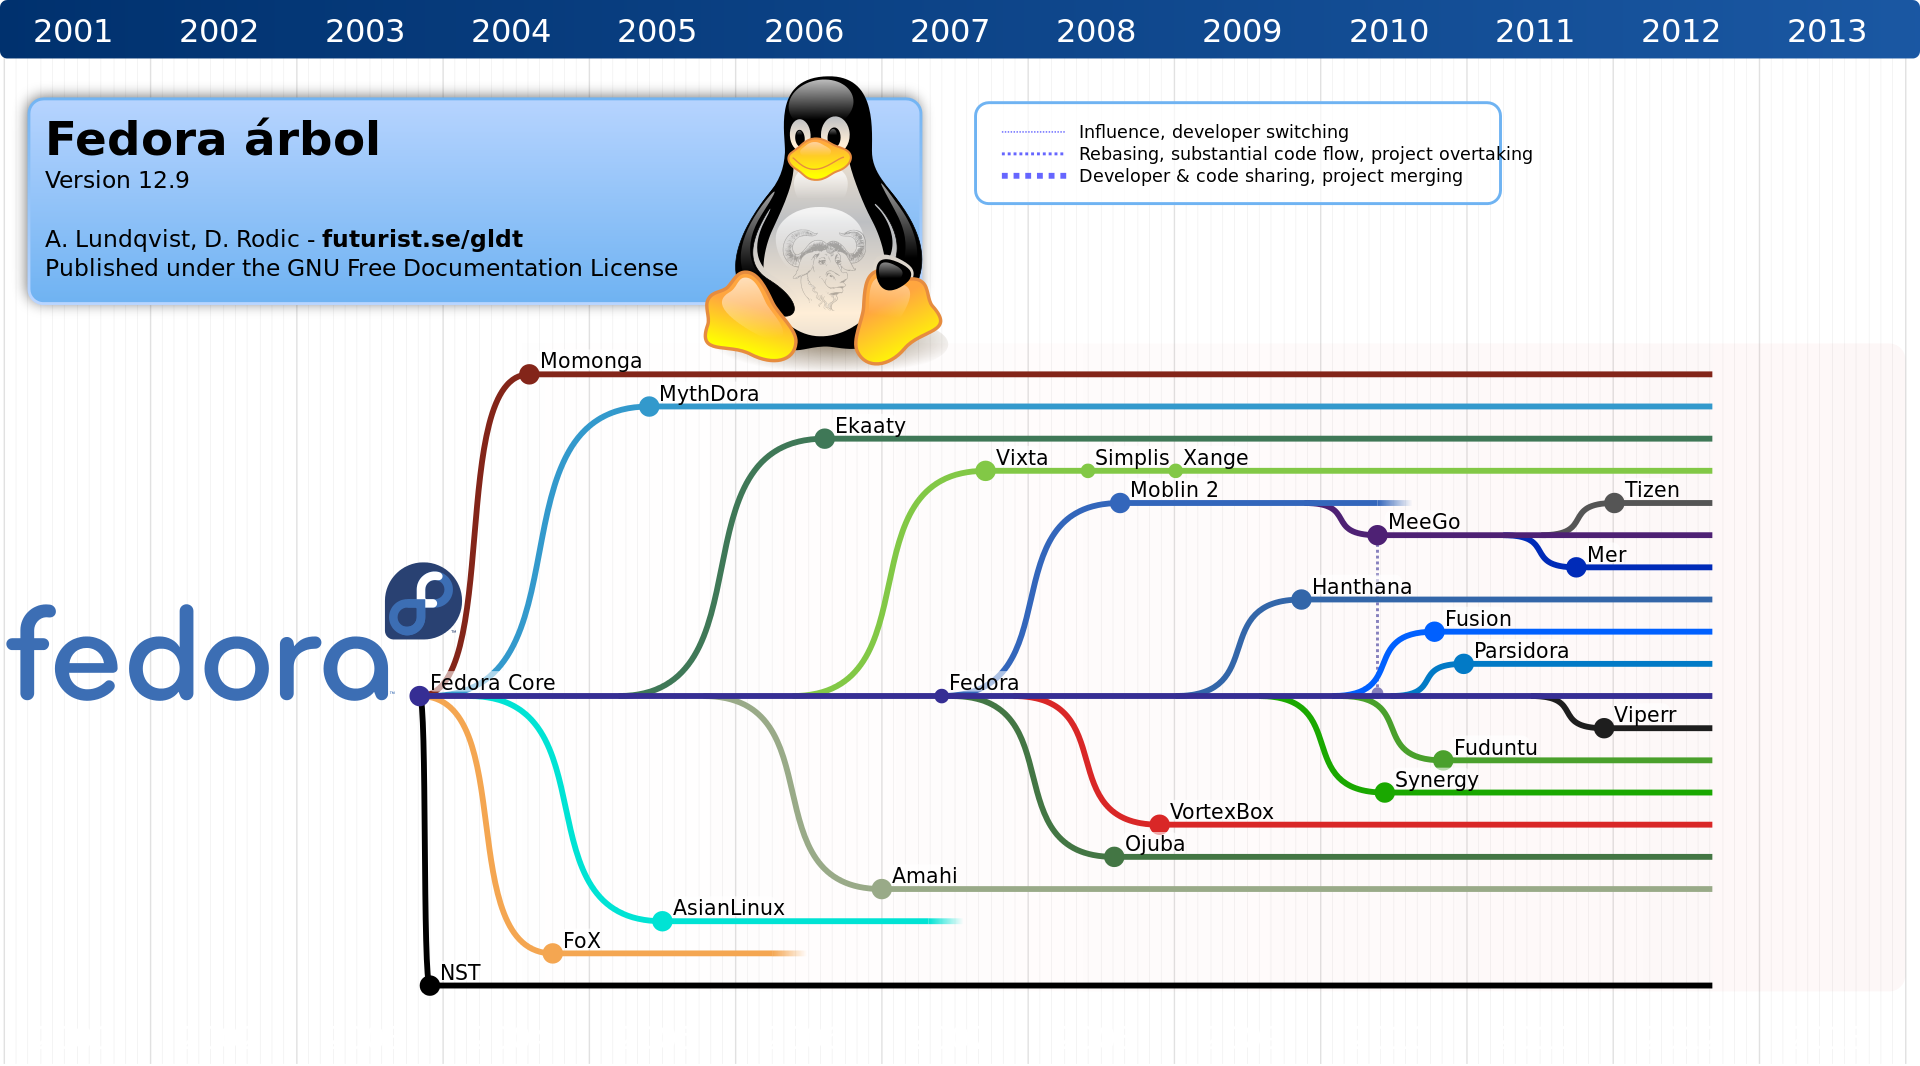 2001 2002 2003 2004 2005 2006 2007 2008 2009 2010 2011 2012 2013
Fedora árbol
Version 12.9
A. Lundqvist, D. Rodic - futurist.se/gldt
Published under the GNU Free Documentation License
Influence, developer switching
Rebasing, substantial code flow, project overtaking
Developer & code sharing, project merging
Momonga
MythDora
Ekaaty
Vixta Simplis Xange
Moblin 2 Tizen
MeeGo
Mer
Hanthana
Fusion
fedora
Parsidora
Fedora Core Fedora
Viperr
Fuduntu
Synergy
VortexBox
Ojuba
Amahi
AsianLinux
FoX
NST